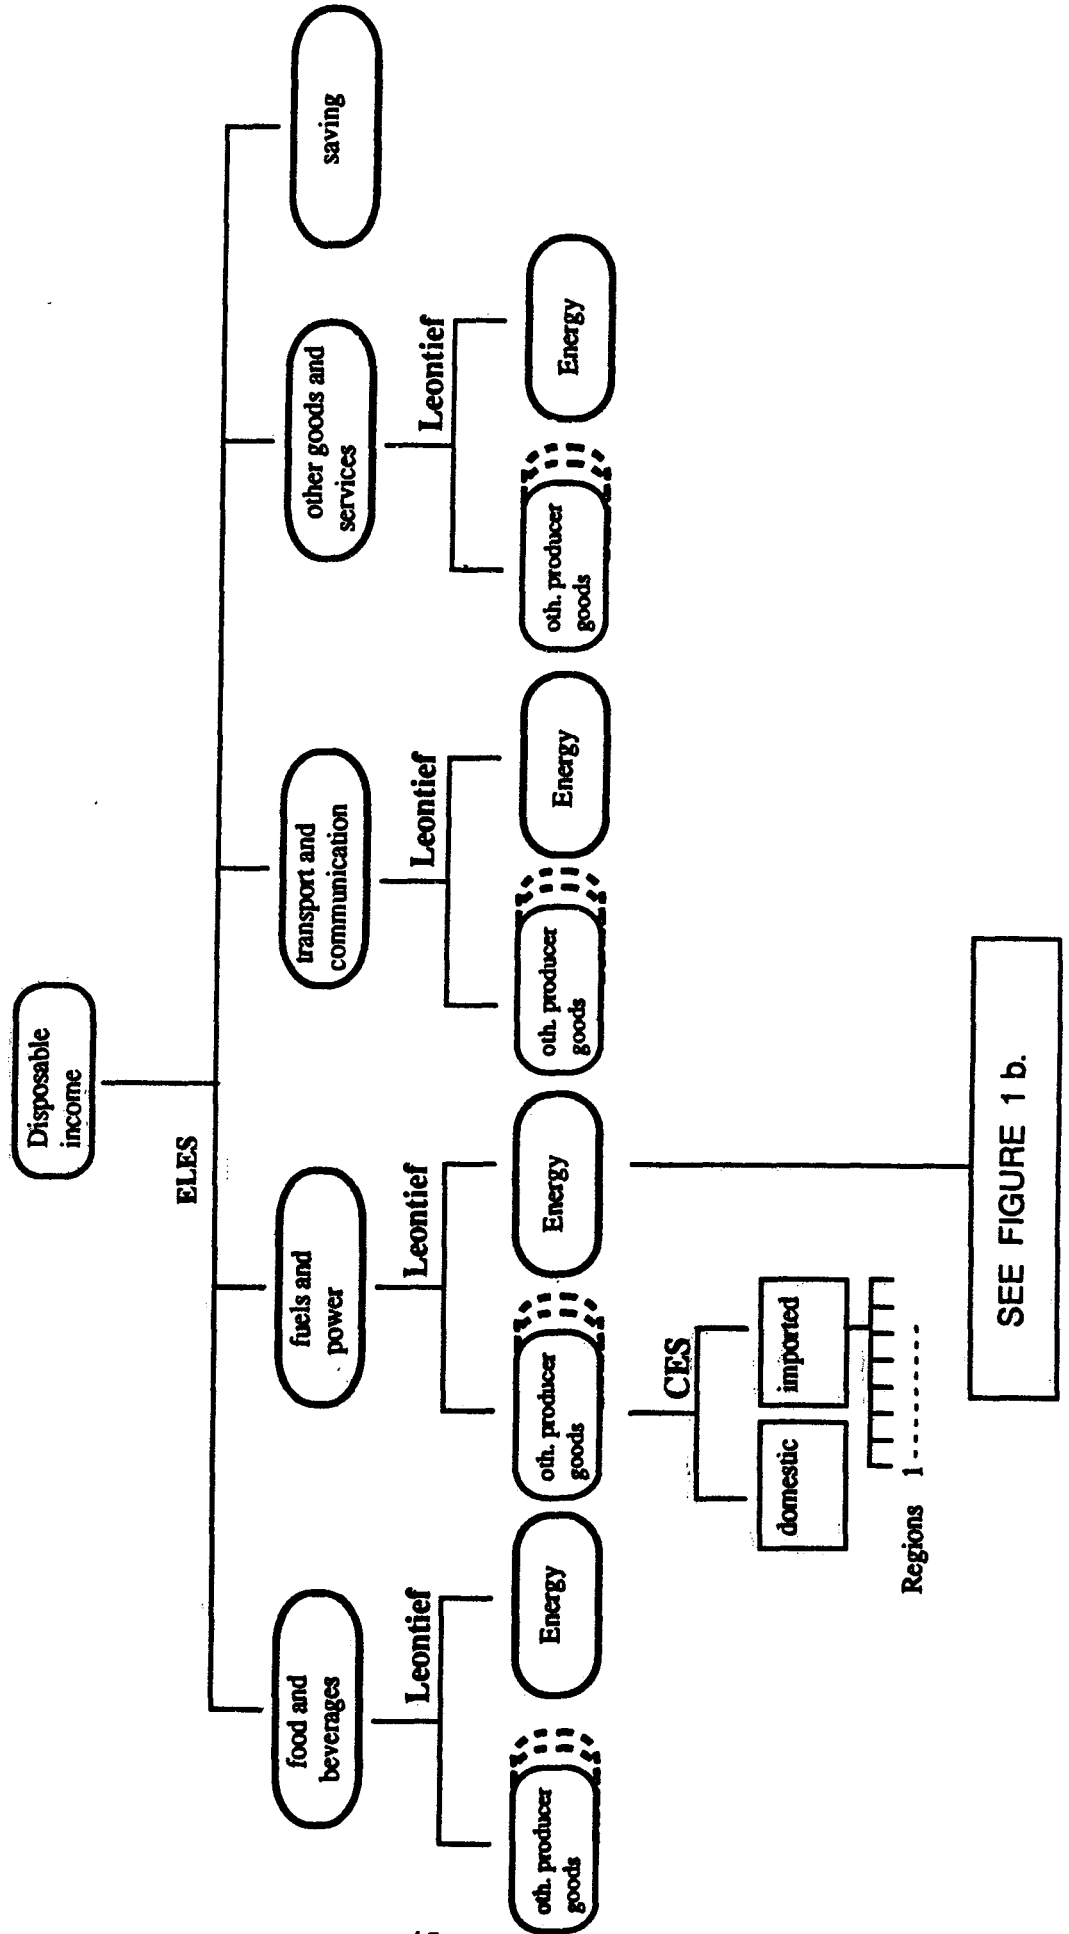 Disposable
income
ELES
food and
beverages
fuels and
power
transport and
communication
other goods and
services
saving
Leontief
Leontief
Leontief
Leontief
oth. producer
goods
Energy
oth. producer
goods
Energy
oth. producer
goods
Energy
oth. producer
goods
Energy
CES
domestic
imported
Regions 1
SEE FIGURE 1 b.